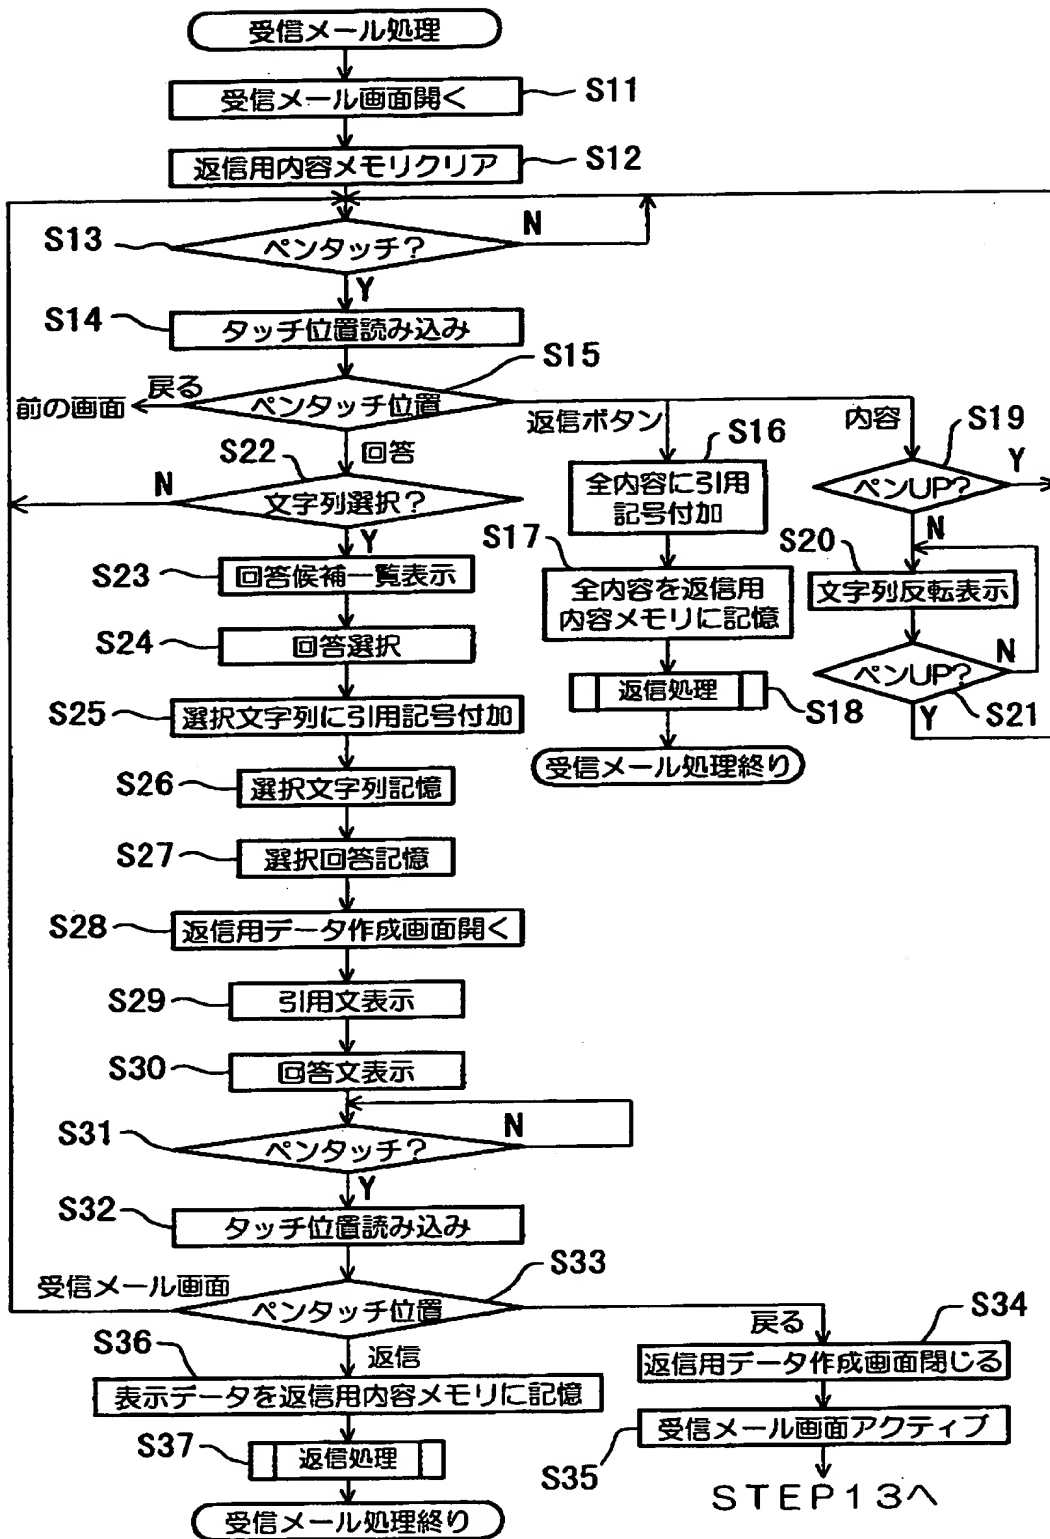 受信メール処理
受信メール画面開く
S11
返信用内容メモリクリア
S12
S13
ペンタッチ?
N
Y
S14
タッチ位置読み込み
S15
ペンタッチ位置
戻る
前の画面
返信ボタン
内容
回答
S16
全内容に引用
記号付加
S17
全内容を返信用
内容メモリに記憶
返信処理
S18
受信メール処理終り
S19
ペンUP?
Y
N
S20
文字列反転表示
ペンUP?
N
Y
S21
S22
文字列選択?
N
Y
S23
回答候補一覧表示
S24
回答選択
S25
選択文字列に引用記号付加
S26
選択文字列記憶
S27
選択回答記憶
S28
返信用データ作成画面開く
S29
引用文表示
S30
回答文表示
S31
ペンタッチ?
N
Y
S32
タッチ位置読み込み
S33
受信メール画面
ペンタッチ位置
戻る
S34
返信用データ作成画面閉じる
受信メール画面アクティブ
S35
STEP13へ
返信
S36
表示データを返信用内容メモリに記憶
S37
返信処理
受信メール処理終り